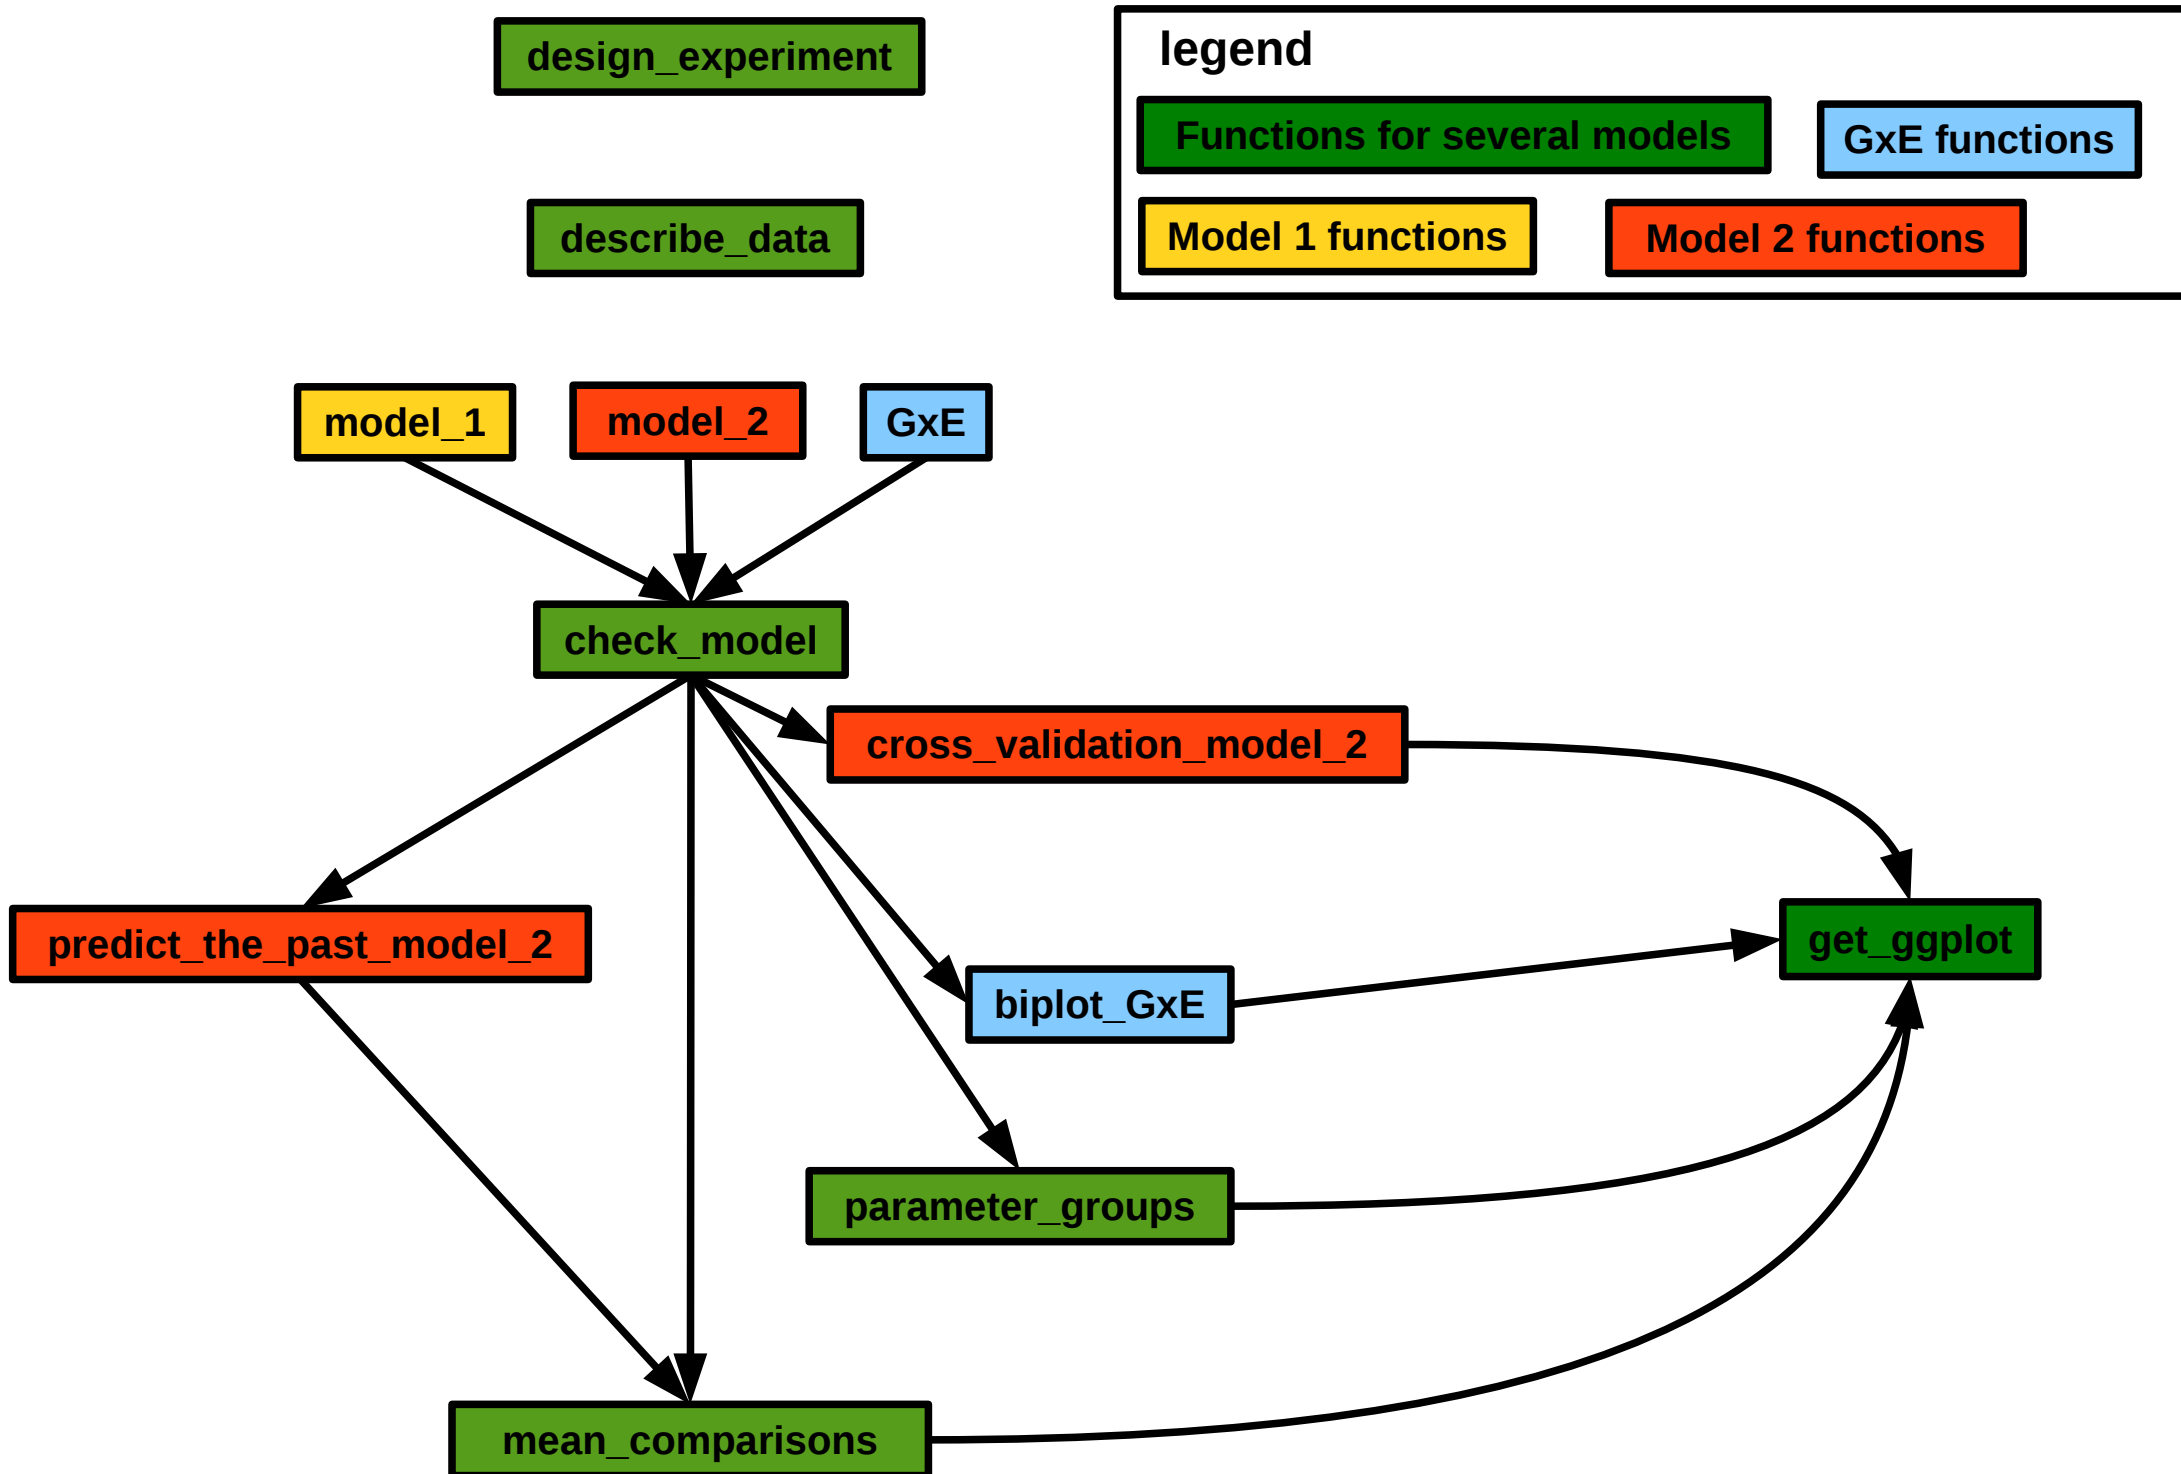 design_experiment
legend
Functions for several models
GxE functions
Model 1 functions
Model 2 functions
describe_data
model_1
model_2
GxE
check_model
cross_validation_model_2
predict_the_past_model_2
get_ggplot
biplot_GxE
parameter_groups
mean_comparisons